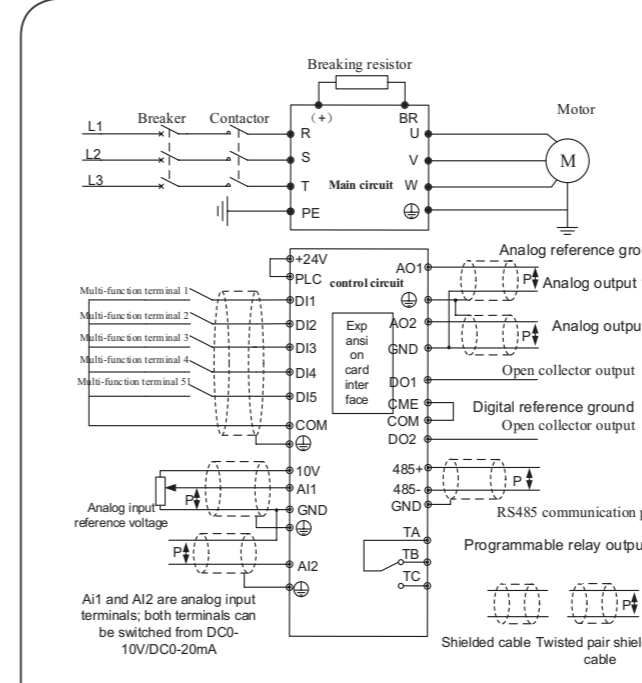 Breaking resistor
(+)
BR
Motor
L1
Breaker
Contactor
R
U
L2
S
V
M
L3
T
Main circuit
W
PE
+24V
PLC
control circuit
AO1
Analog reference
P
Analog output
Multi-function terminal 1
DI1
Multi-function terminal 2
DI2
Exp
ansi
on
card
inter
face
AO2
P
Analog
Multi-function terminal 3
DI3
GND
Multi-function terminal 4
DI4
DO1
Open collector output
Multi-function terminal 51
DI5
CME
Digital reference ground
COM
COM
Open collector output
DO2
10V
485+
P
AI1
485-
P
GND
GND
Analog input
reference voltage
RS485 communication
TA
P
AI2
TB
Programmable relay
TC
Ai1 and AI2 are analog input
terminals; both terminals can
be switched from DC0-
10V/DC0-20mA
P
Shielded cable Twisted pair
cable